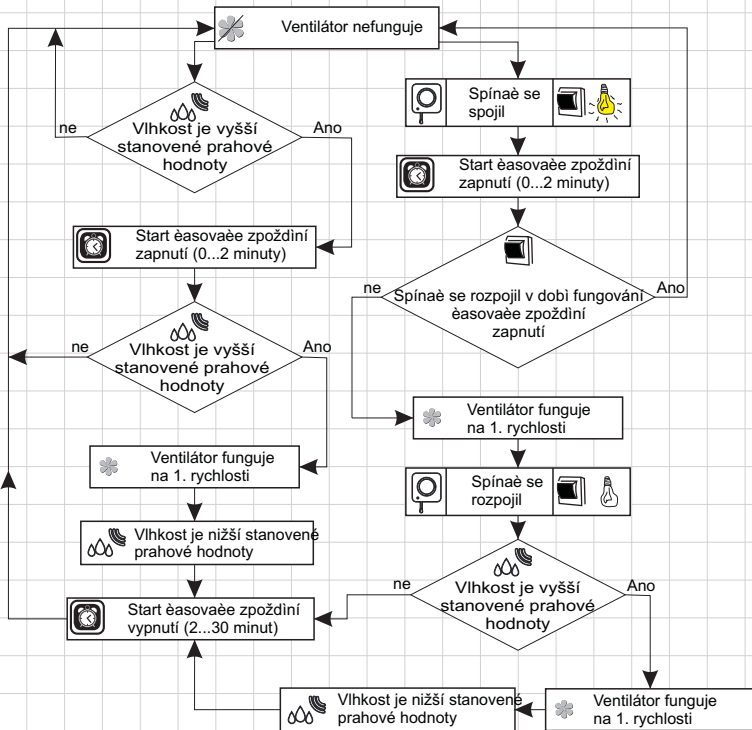 Ventilátor nefunguje
Spínaè se
spojil
ne
Vlhkost je vyšší
stanovené prahové
hodnoty
Ano
Start èasovaèe zpoždìní
zapnutí (0...2 minuty)
Start èasovaèe zpoždìní
zapnutí (0...2 minuty)
ne
Spínaè se rozpojil v dobì fungování
èasovaèe zpoždìní
zapnutí
Ano
ne
Vlhkost je vyšší
stanovené prahové
hodnoty
Ano
Ventilátor funguje
na 1. rychlosti
Ventilátor funguje
na 1. rychlosti
Spínaè se
rozpojil
Vlhkost je nižší stanovené
prahové hodnoty
ne
Vlhkost je vyšší
stanovené prahové
hodnoty
Ano
Start èasovaèe zpoždìní
vypnutí (2...30 minut)
Vlhkost je nižší stanovené
prahové hodnoty
Ventilátor funguje
na 1. rychlosti